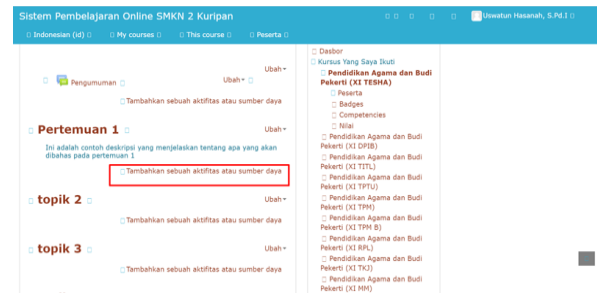 Sistem Pembelajaran Online SMKN 2 Kuripan
Uswatun Hasanah, S.Pd.I
Indonesian (id) My courses This course Peserta
Ubah
Pengumuman Ubah
Tambahkan sebuah aktifitas atau sumber daya
Pertemuan 1 Ubah
Ini adalah contoh deskripsi yang menjelaskan tentang apa yang akan
dibahas pada pertemuan 1
Tambahkan sebuah aktifitas atau sumber daya
topik 2 Ubah
Tambahkan sebuah aktifitas atau sumber daya
topik 3 Ubah
Tambahkan sebuah aktifitas atau sumber daya
Dasbor
Kursus Yang Saya Ikuti
Pendidikan Agama dan Budi
Pekerti (XI TESHA)
Peserta
Badges
Competencies
Nilai
Pendidikan Agama dan Budi
Pekerti (XI DPIB)
Pendidikan Agama dan Budi
Pekerti (XI TITL)
Pendidikan Agama dan Budi
Pekerti (XI TPTU)
Pendidikan Agama dan Budi
Pekerti (XI TPM)
Pendidikan Agama dan Budi
Pekerti (XI TPM B)
Pendidikan Agama dan Budi
Pekerti (XI RPL)
Pendidikan Agama dan Budi
Pekerti (XI TKJ)
Pendidikan Agama dan Budi
Pekerti (XI MM)